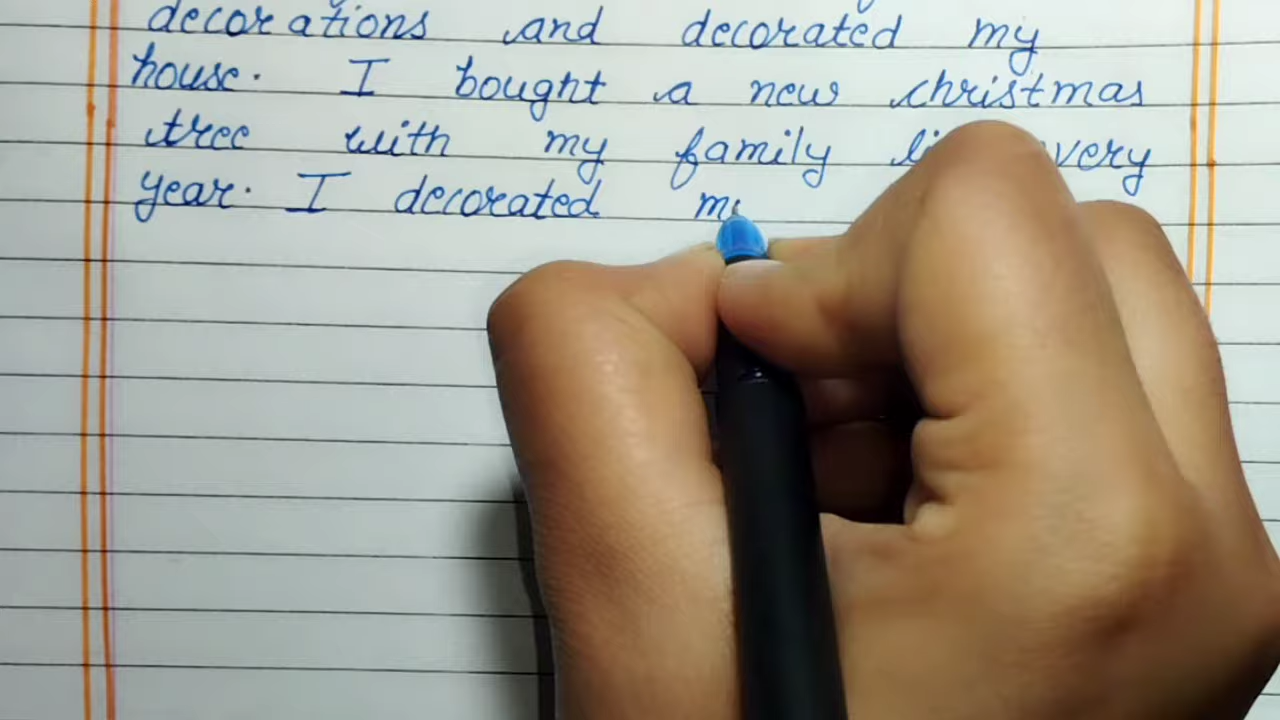 decorations and decorated my
house. I bought a new christmas
tree with my family
year. I decorated